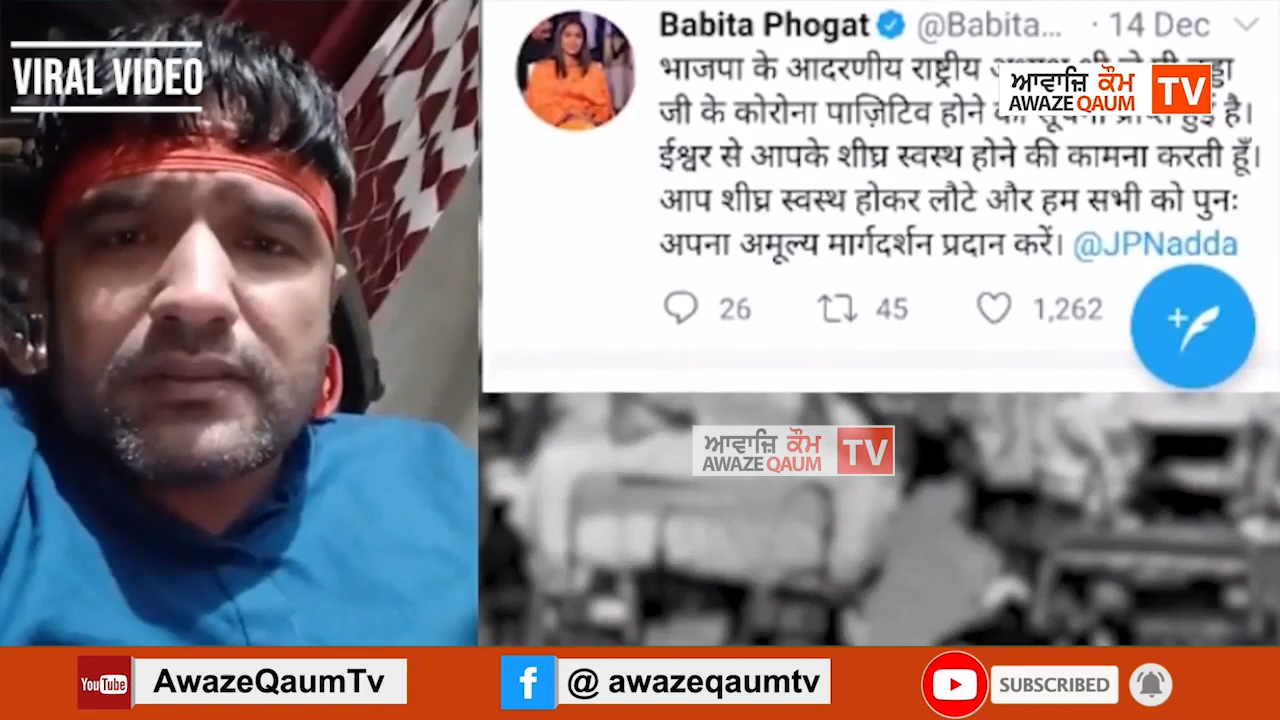 VIRAL VIDEO
Babita Phogat @Babita... · 14 Dec
भाजपा के आदरणीय राष्ट्रीय
जी के कोरोना पाज़िटिव होने है।
ईश्वर से आपके शीघ्र स्वस्थ होने की कामना करती हूँ।
आप शीघ्र स्वस्थ होकर लौटे और हम सभी को पुनः
अपना अमूल्य मार्गदर्शन प्रदान करें। @JPNadda
26 45 1,262
ਆਵਾਜ਼ਿ ਕੌਮ
AWAZE QAUM TV
ਆਵਾਜ਼ਿ ਕੌਮ
AWAZE QAUM TV
YouTube AwazeQaumTv f @ awazeqaumtv SUBSCRIBED